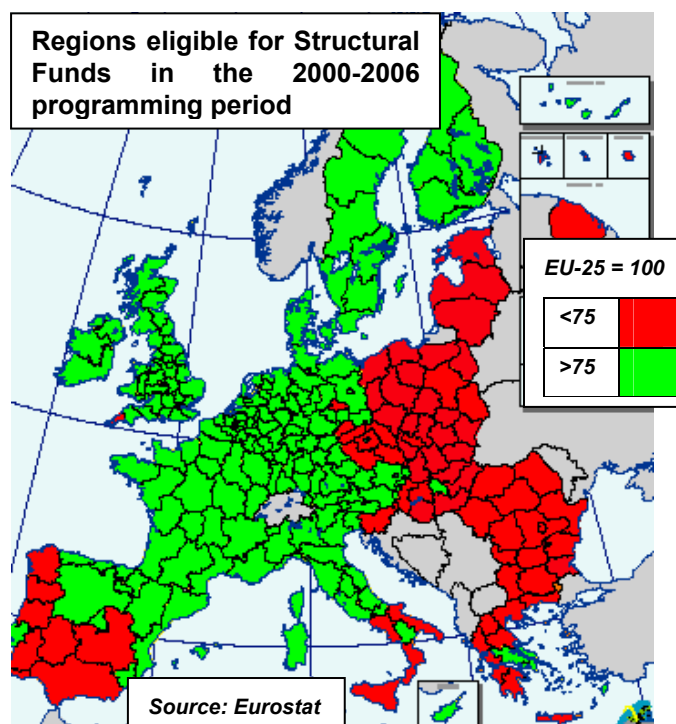 Regions eligible for Structural
Funds in the 2000-2006
programming period
EU-25 = 100
<75
>75
Source: Eurostat